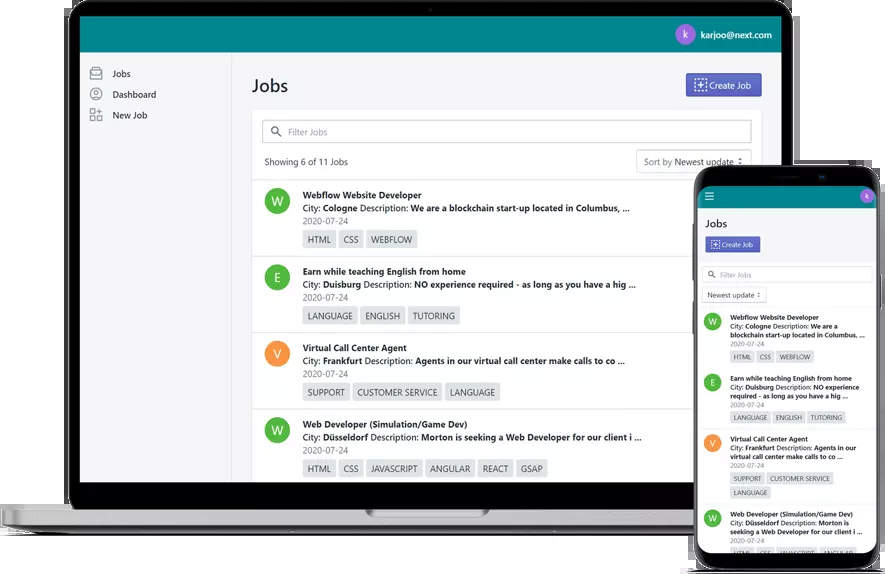 k karjoo@next.com
Jobs
Dashboard
New Job
Jobs
Create Job
Filter Jobs
Showing 6 of 11 Jobs
Sort by Newest update
W
Webflow Website Developer
City: Cologne Description: We are a blockchain start-up located in Columbus, ...
2020-07-24
HTML CSS WEBFLOW
E
Earn while teaching English from home
City: Duisburg Description: NO experience required - as long as you have a hig ...
2020-07-24
LANGUAGE ENGLISH TUTORING
V
Virtual Call Center Agent
City: Frankfurt Description: Agents in our virtual call center make calls to co ...
2020-07-24
SUPPORT CUSTOMER SERVICE LANGUAGE
W
Web Developer (Simulation/Game Dev)
City: Düsseldorf Description: Morton is seeking a Web Developer for our client i ...
2020-07-24
HTML CSS JAVASCRIPT ANGULAR REACT GSAP
k
Jobs
Create Job
Filter Jobs
Newest update
W
Webflow Website Developer
City: Cologne Description: We are a
blockchain start-up located in Columbus, ...
2020-07-24
HTML CSS WEBFLOW
E
Earn while teaching English from home
City: Duisburg Description: NO experience
required - as long as you have a hig ...
2020-07-24
LANGUAGE ENGLISH TUTORING
V
Virtual Call Center Agent
City: Frankfurt Description: Agents in our
virtual call center make calls to co ...
2020-07-24
SUPPORT CUSTOMER SERVICE
LANGUAGE
W
Web Developer (Simulation/Game Dev)
City: Düsseldorf Description: Morton is
seeking a Web Developer for our client i ...
2020-07-24
HTML CSS JAVASCRIPT ANGULAR